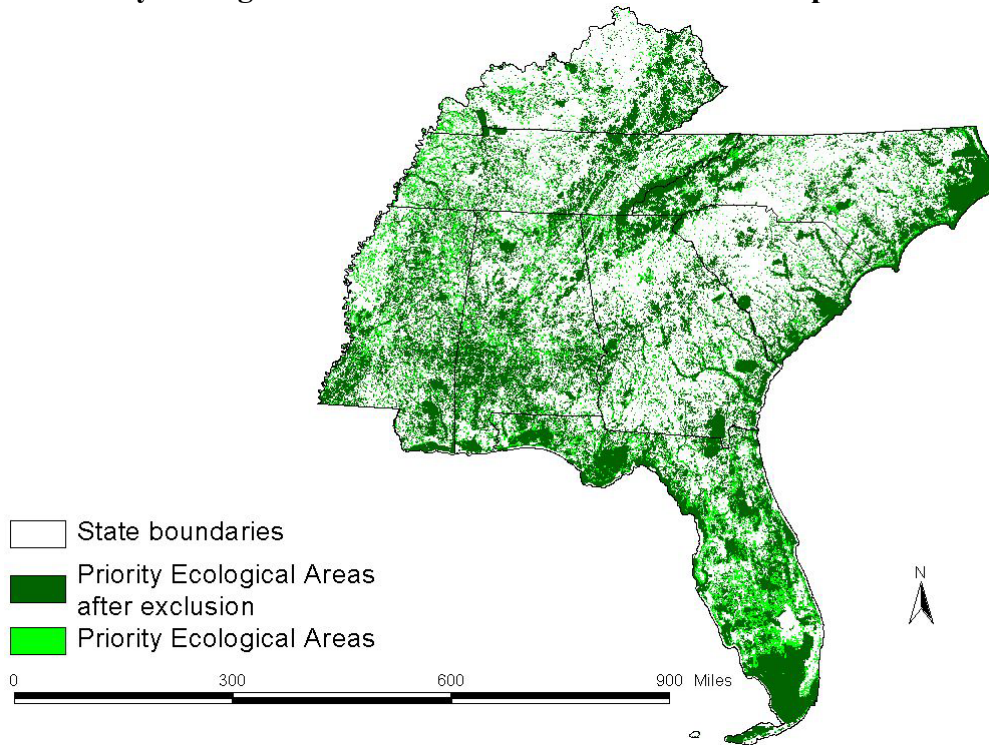 N
State boundaries
Priority Ecological Areas
after exclusion
Priority Ecological Areas
0 300 600 900 Miles